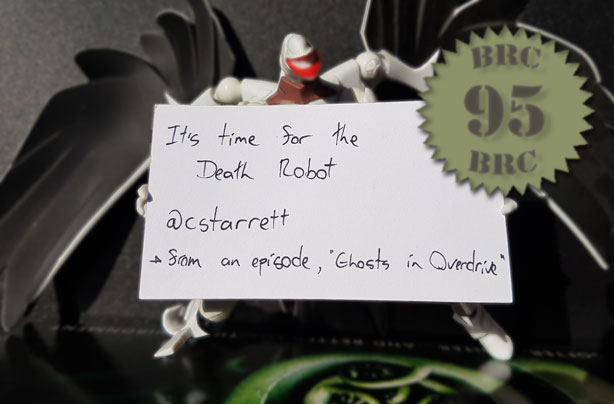 BRC
95
BRC
It's time for the
Death Robot
@cstarrett
→ from an episode, "Ghosts in Overdrive"